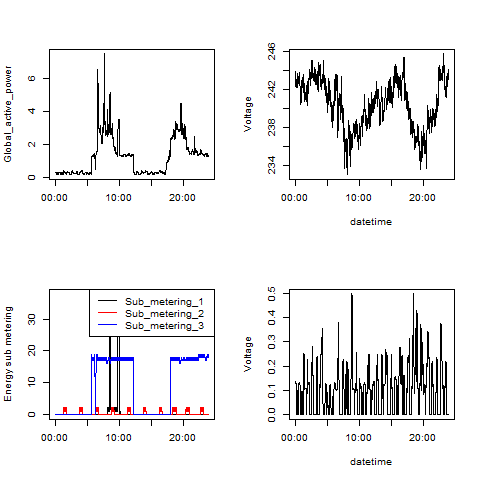 Global_active_power
0 2 4 6
00:00 10:00 20:00
Voltage
234 238 242 246
00:00 10:00 20:00
datetime
Energy sub metering
0 10 20 30
Sub_metering_1
Sub_metering_2
Sub_metering_3
00:00 10:00 20:00
Voltage
0.0 0.1 0.2 0.3 0.4 0.5
00:00 10:00 20:00
datetime